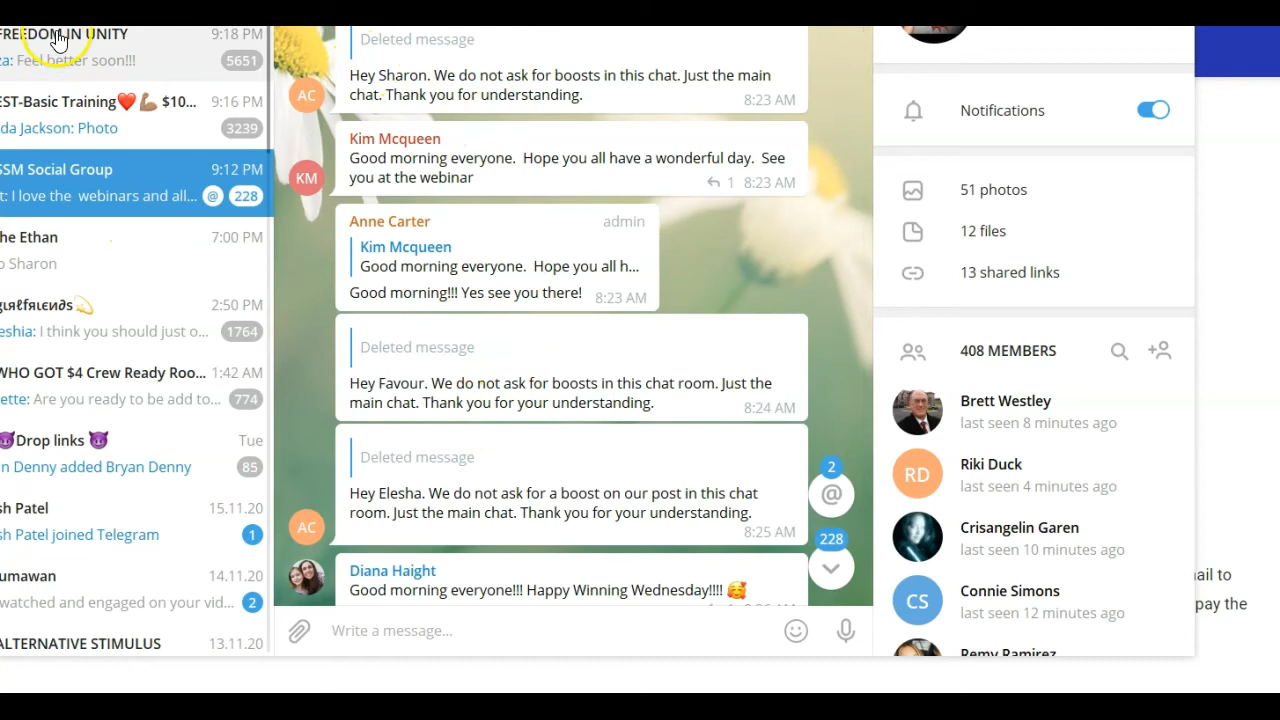 FREEDOM IN UNITY 9:18 PM
za: Feel better soon!!! 5651
EST-Basic Training❤️💪🏽 $10... 9:16 PM
da Jackson: Photo 3239
SSM Social Group 9:12 PM
t: I love the webinars and all... @ 228
he Ethan 7:00 PM
o Sharon
2:50 PM
eshia: I think you should just o... 1764
WHO GOT $4 Crew Ready Roo... 1:42 AM
ette: Are you ready to be add to... 774
😈Drop links 😈 Tue
n Denny added Bryan Denny 85
sh Patel 15.11.20
sh Patel joined Telegram 1
umawan 14.11.20
watched and engaged on your vid... 2
ALTERNATIVE STIMULUS 13.11.20
Deleted message
Hey Sharon. We do not ask for boosts in this chat. Just the main
chat. Thank you for understanding.
AC 8:23 AM
Kim Mcqueen
Good morning everyone. Hope you all have a wonderful day. See
you at the webinar
KM 1 8:23 AM
Anne Carter admin
Kim Mcqueen
Good morning everyone. Hope you all h...
Good morning!!! Yes see you there! 8:23 AM
Deleted message
Hey Favour. We do not ask for boosts in this chat room. Just the
main chat. Thank you for your understanding.
8:24 AM
Deleted message
Hey Elesha. We do not ask for a boost on our post in this chat
room. Just the main chat. Thank you for your understanding.
AC 8:25 AM
2
@
228
Diana Haight
Good morning everyone!!! Happy Winning Wednesday!!!! 🥰
Write a message...
Notifications
51 photos
12 files
13 shared links
408 MEMBERS
Brett Westley
last seen 8 minutes ago
RD Riki Duck
last seen 4 minutes ago
Crisangelin Garen
last seen 10 minutes ago
CS Connie Simons
last seen 12 minutes ago
Remy Ramirez
ail to
pay the